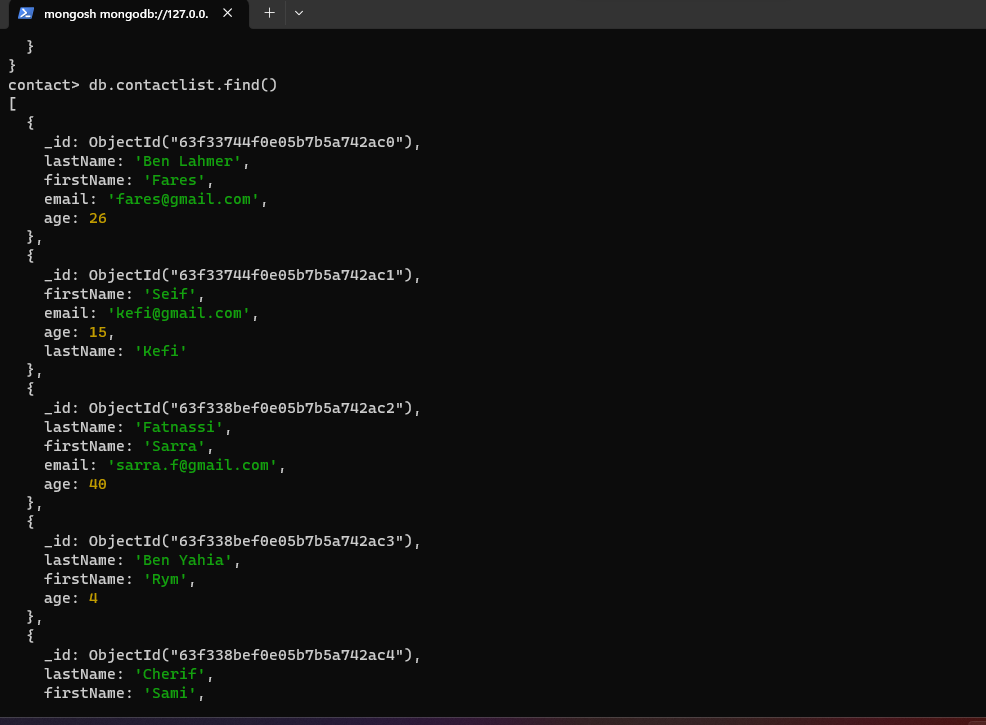 mongosh mongodb://127.0.0.
  }
}
contact> db.contactlist.find()
[
  {
    _id: ObjectId("63f33744f0e05b7b5a742ac0"),
    lastName: 'Ben Lahmer',
    firstName: 'Fares',
    email: 'fares@gmail.com',
    age: 26
  },
  {
    _id: ObjectId("63f33744f0e05b7b5a742ac1"),
    firstName: 'Seif',
    email: 'kefi@gmail.com',
    age: 15,
    lastName: 'Kefi'
  },
  {
    _id: ObjectId("63f338bef0e05b7b5a742ac2"),
    lastName: 'Fatnassi',
    firstName: 'Sarra',
    email: 'sarra.f@gmail.com',
    age: 40
  },
  {
    _id: ObjectId("63f338bef0e05b7b5a742ac3"),
    lastName: 'Ben Yahia',
    firstName: 'Rym',
    age: 4
  },
  {
    _id: ObjectId("63f338bef0e05b7b5a742ac4"),
    lastName: 'Cherif',
    firstName: 'Sami',